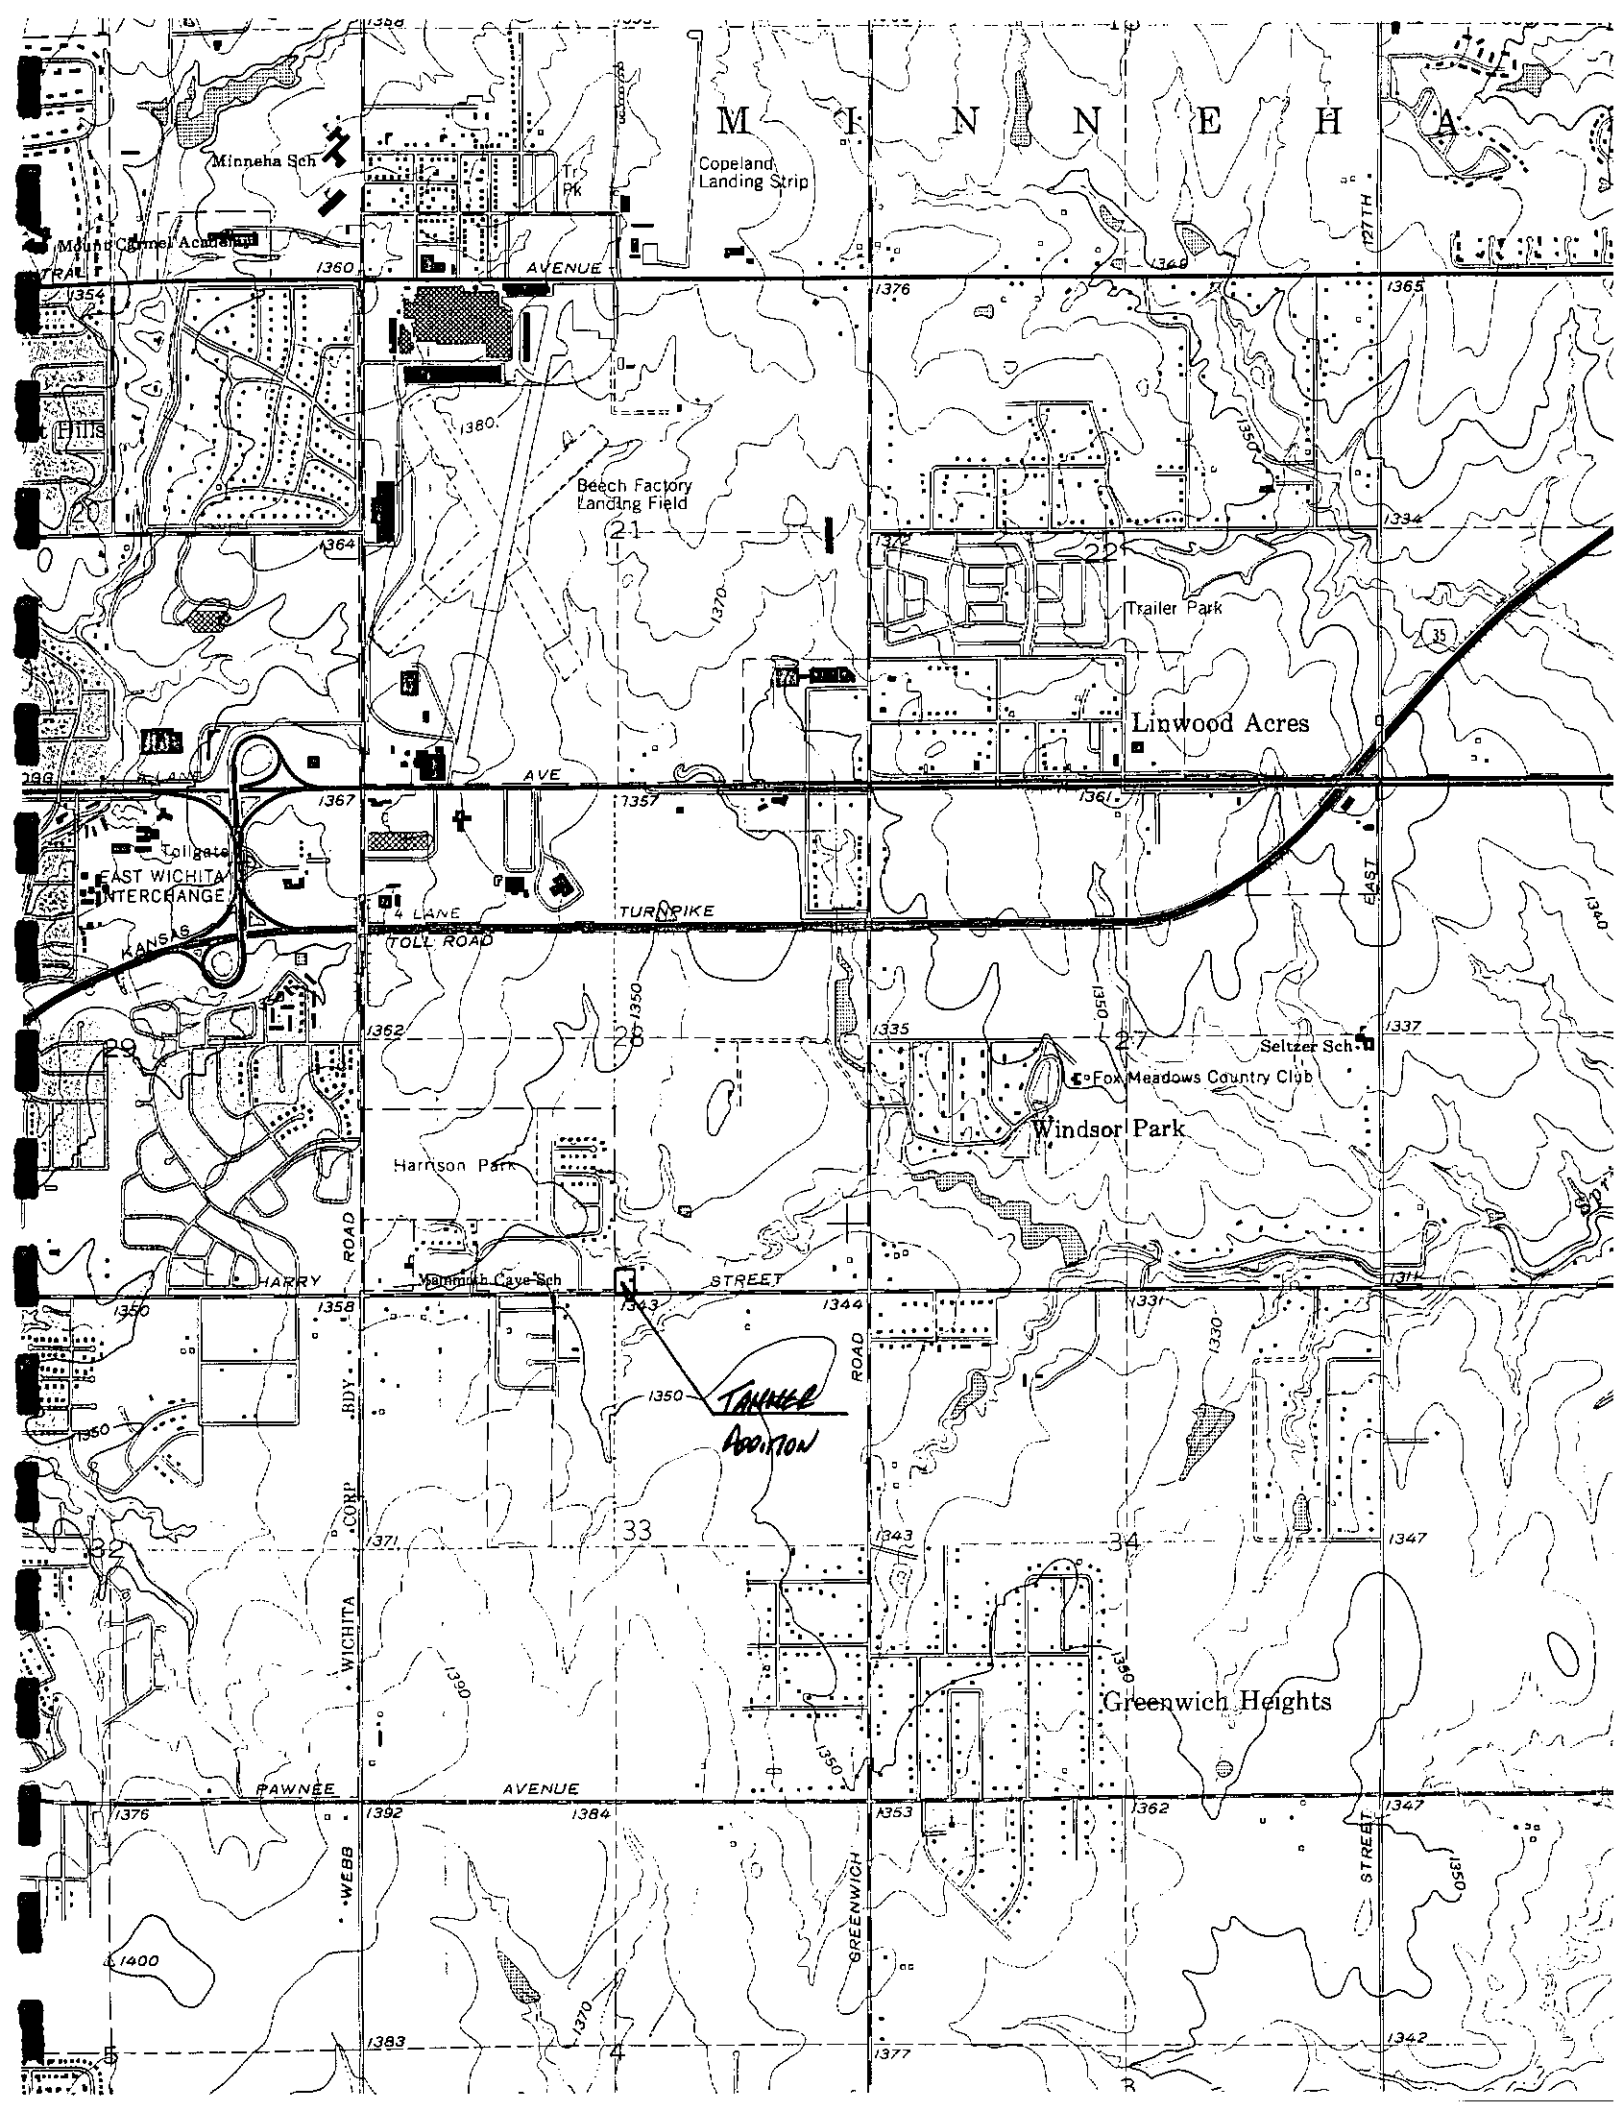 M I N N E H A
Minneha Sch
Tr
Pk
Copeland
Landing Strip
127TH
Mount Carmel Academy
1360
AVENUE
1354
1376
1365
1380
1350
t Hills
Beech Factory
Landing Field
21
1334
1364
1372
22
1370
Trailer Park
35
Linwood Acres
4 LANE
AVE
1367
1357
1361
Tollgate
EAST WICHITA
INTERCHANGE
EAST
1340
4 LANE
TURNPIKE
KANSAS
TOLL ROAD
1350
1350
1362
28
1335
27
1337
29
Seltzer Sch
Fox Meadows Country Club
Windsor Park
Harrison Park
ROAD
HARRY
Mammoth Cave Sch
STREET
1311
1350
1358
1343
1344
1331
1330
ROAD
BDY
1350
TANNER
ADDITION
1350
CORP
33
1343
34
1347
1371
32
WICHITA
1390
1350
Greenwich Heights
1350
PAWNEE
AVENUE
1376
1392
1384
1353
1362
1347
STREET
WEBB
1350
GREENWICH
1400
1370
1383
5
4
1377
1342
3